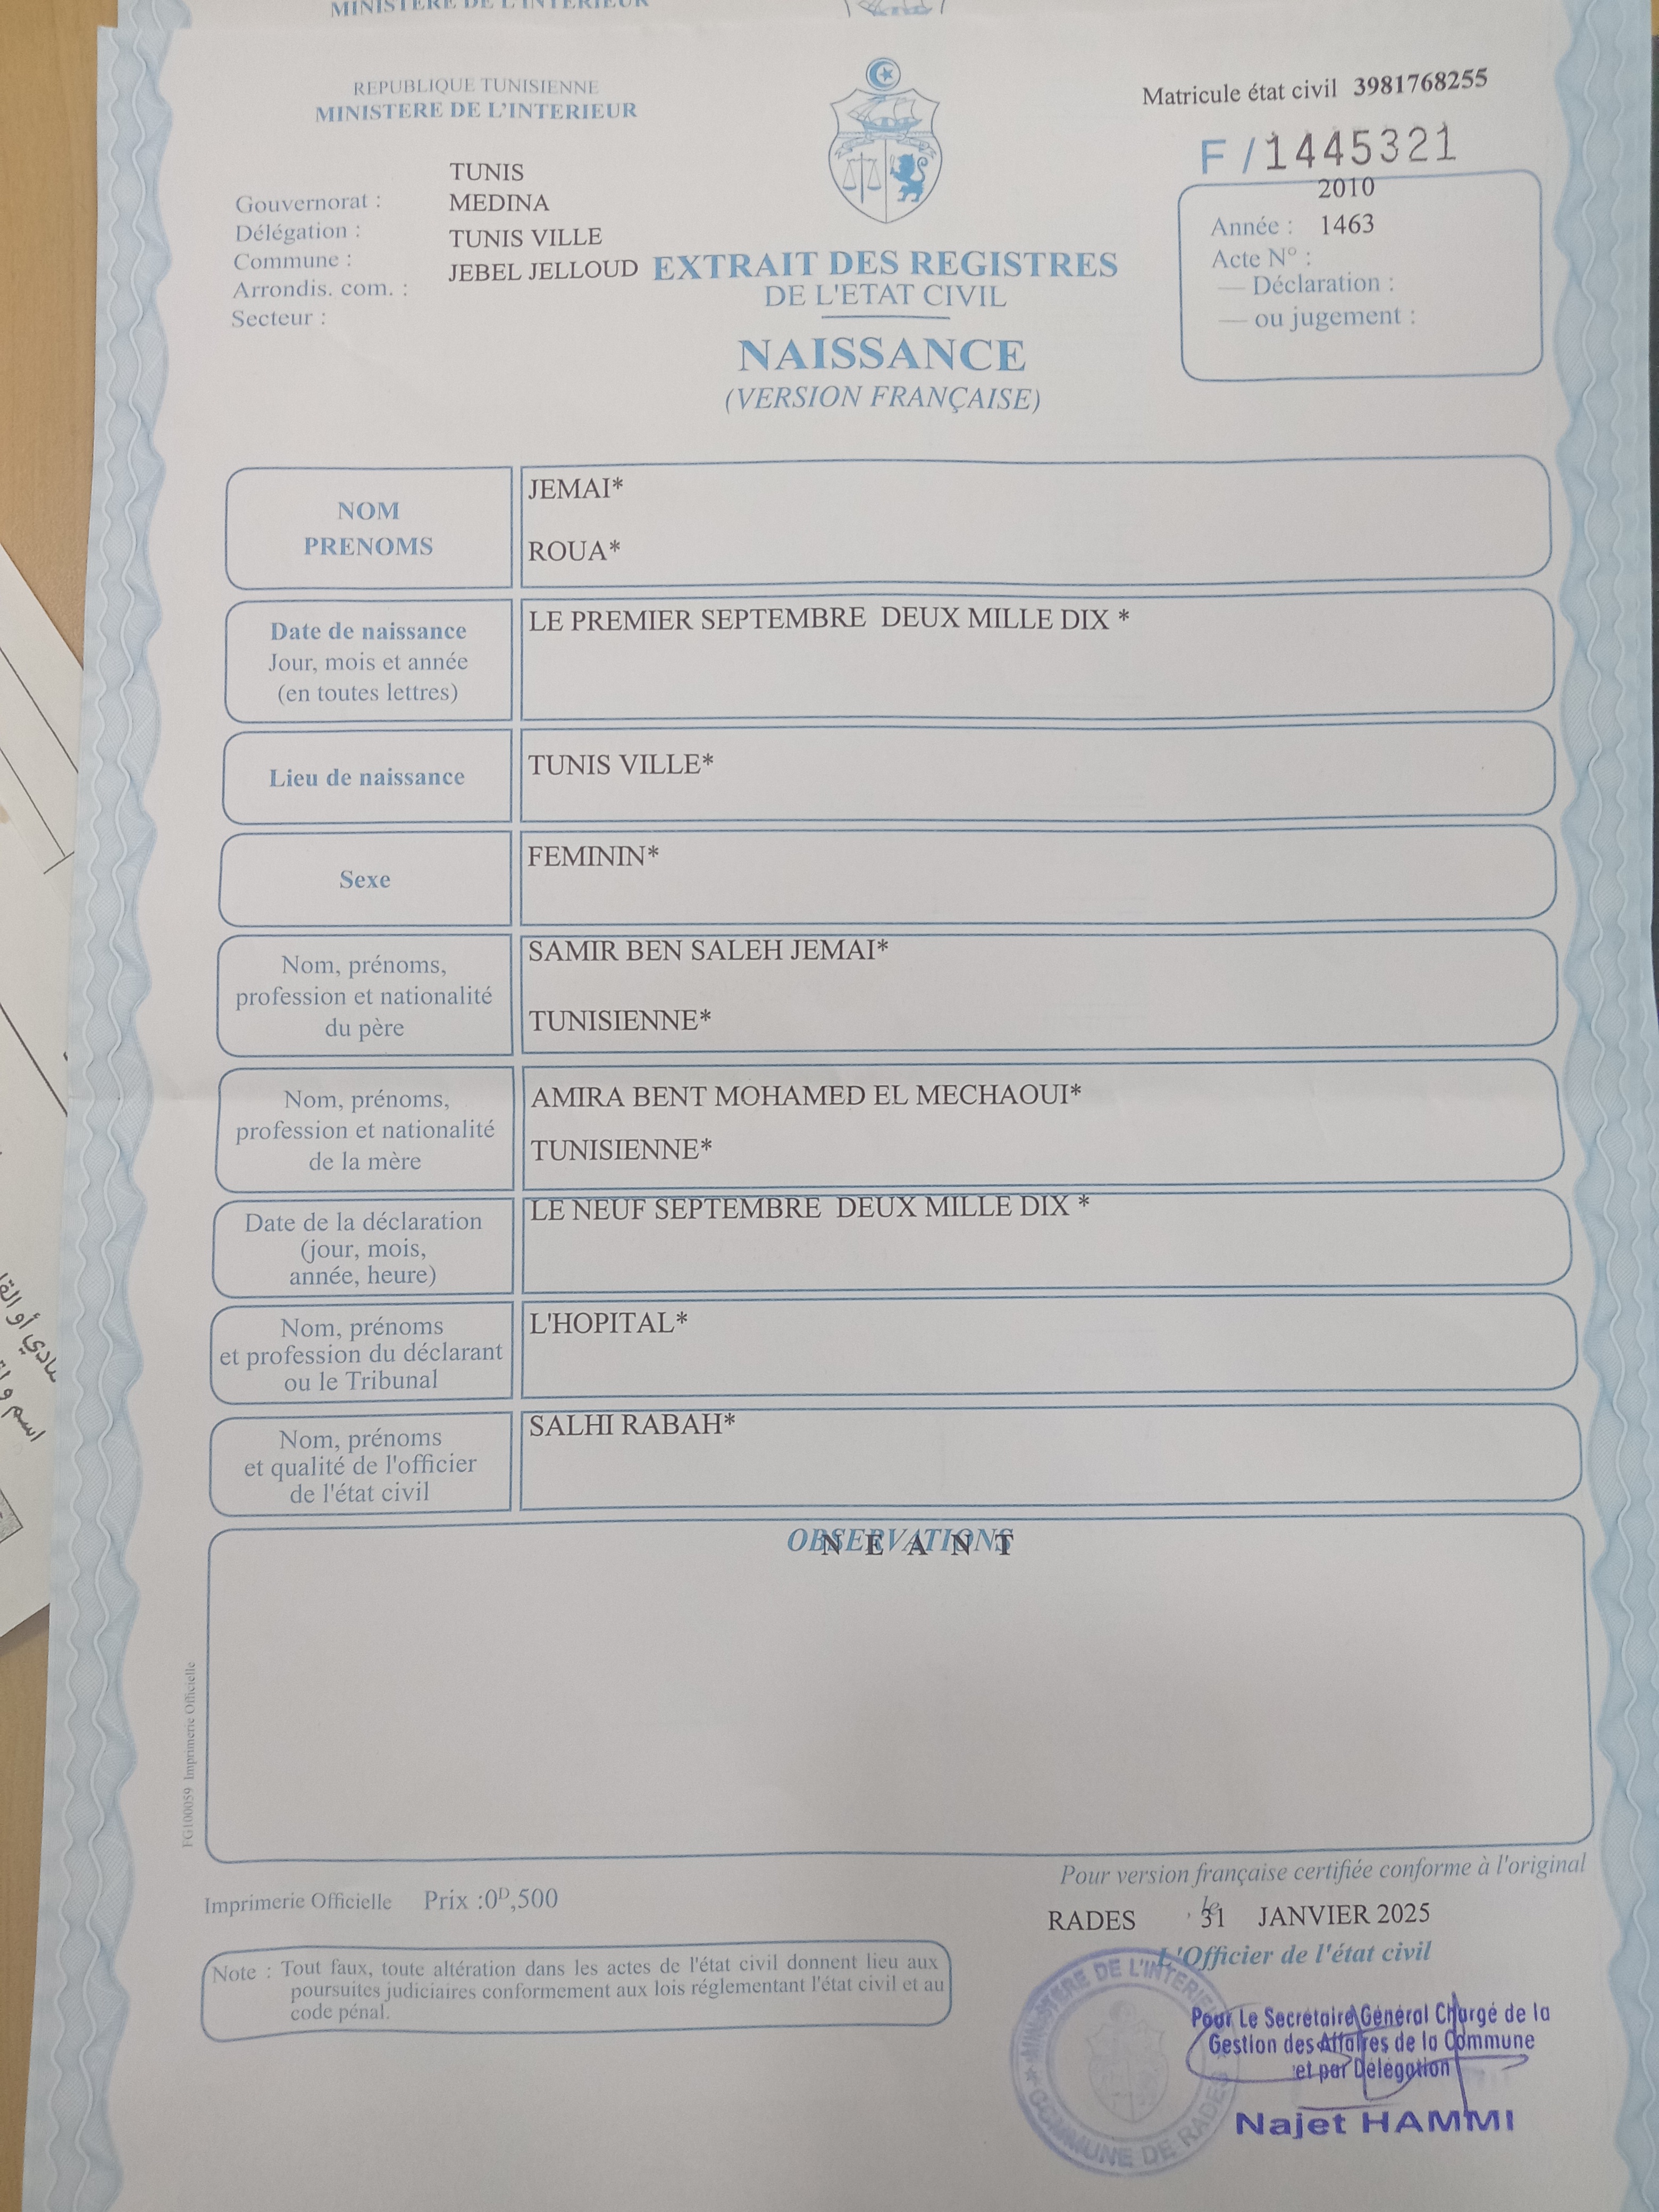 MINISTERE DE L'INTERIEUR
REPUBLIQUE TUNISIENNE
MINISTERE DE L'INTERIEUR
Matricule état civil 3981768255
F / 1445321
TUNIS
Gouvernorat : MEDINA
Délégation : TUNIS VILLE
Commune : JEBEL JELLOUD
Arrondis. com. :
Secteur :
2010
Année : 1463
Acte N° :
— Déclaration :
— ou jugement :
EXTRAIT DES REGISTRES
DE L'ETAT CIVIL
NAISSANCE
(VERSION FRANÇAISE)
NOM
PRENOMS
JEMAI*
ROUA*
Date de naissance
Jour, mois et année
(en toutes lettres)
LE PREMIER SEPTEMBRE DEUX MILLE DIX *
Lieu de naissance
TUNIS VILLE*
Sexe
FEMININ*
Nom, prénoms,
profession et nationalité
du père
SAMIR BEN SALEH JEMAI*
TUNISIENNE*
Nom, prénoms,
profession et nationalité
de la mère
AMIRA BENT MOHAMED EL MECHAOUI*
TUNISIENNE*
Date de la déclaration
(jour, mois,
année, heure)
LE NEUF SEPTEMBRE DEUX MILLE DIX *
Nom, prénoms
et profession du déclarant
ou le Tribunal
L'HOPITAL*
Nom, prénoms
et qualité de l'officier
de l'état civil
SALHI RABAH*
OBSERVATIONS
N E A N T
FG100059 Imprimerie Officielle
Pour version française certifiée conforme à l'original
Imprimerie Officielle Prix :0D,500
RADES , le 31 JANVIER 2025
L'Officier de l'état civil
Note : Tout faux, toute altération dans les actes de l'état civil donnent lieu aux
poursuites judiciaires conformement aux lois réglementant l'état civil et au
code pénal.
MINISTERE DE L'INTERIEUR
COMMUNE DE RADES
Pour Le Secrétaire Général Chargé de la
Gestion des Affaires de la Commune
et par Délégation
Najet HAMMI